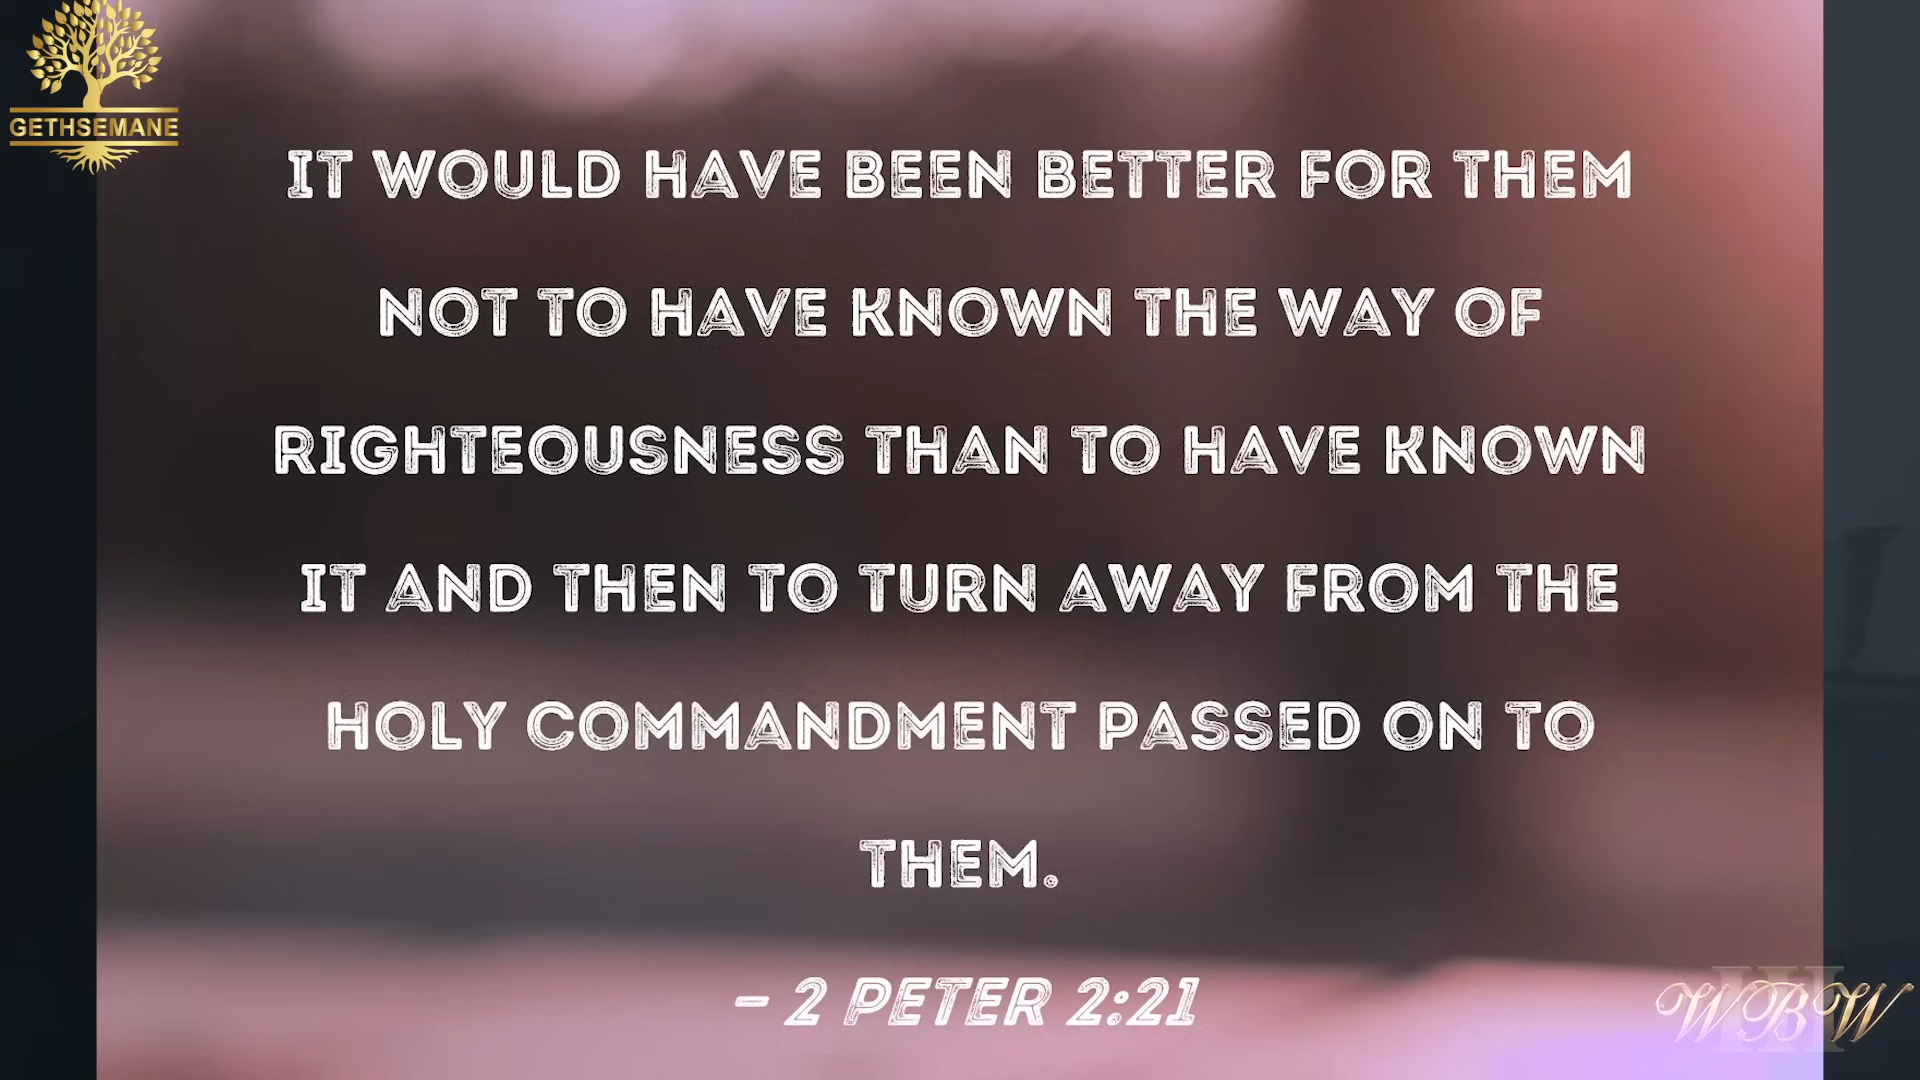 GETHSEMANE
IT WOULD HAVE BEEN BETTER FOR THEM
NOT TO HAVE KNOWN THE WAY OF
RIGHTEOUSNESS THAN TO HAVE KNOWN
IT AND THEN TO TURN AWAY FROM THE
HOLY COMMANDMENT PASSED ON TO
THEM.
– 2 PETER 2:21
WBW